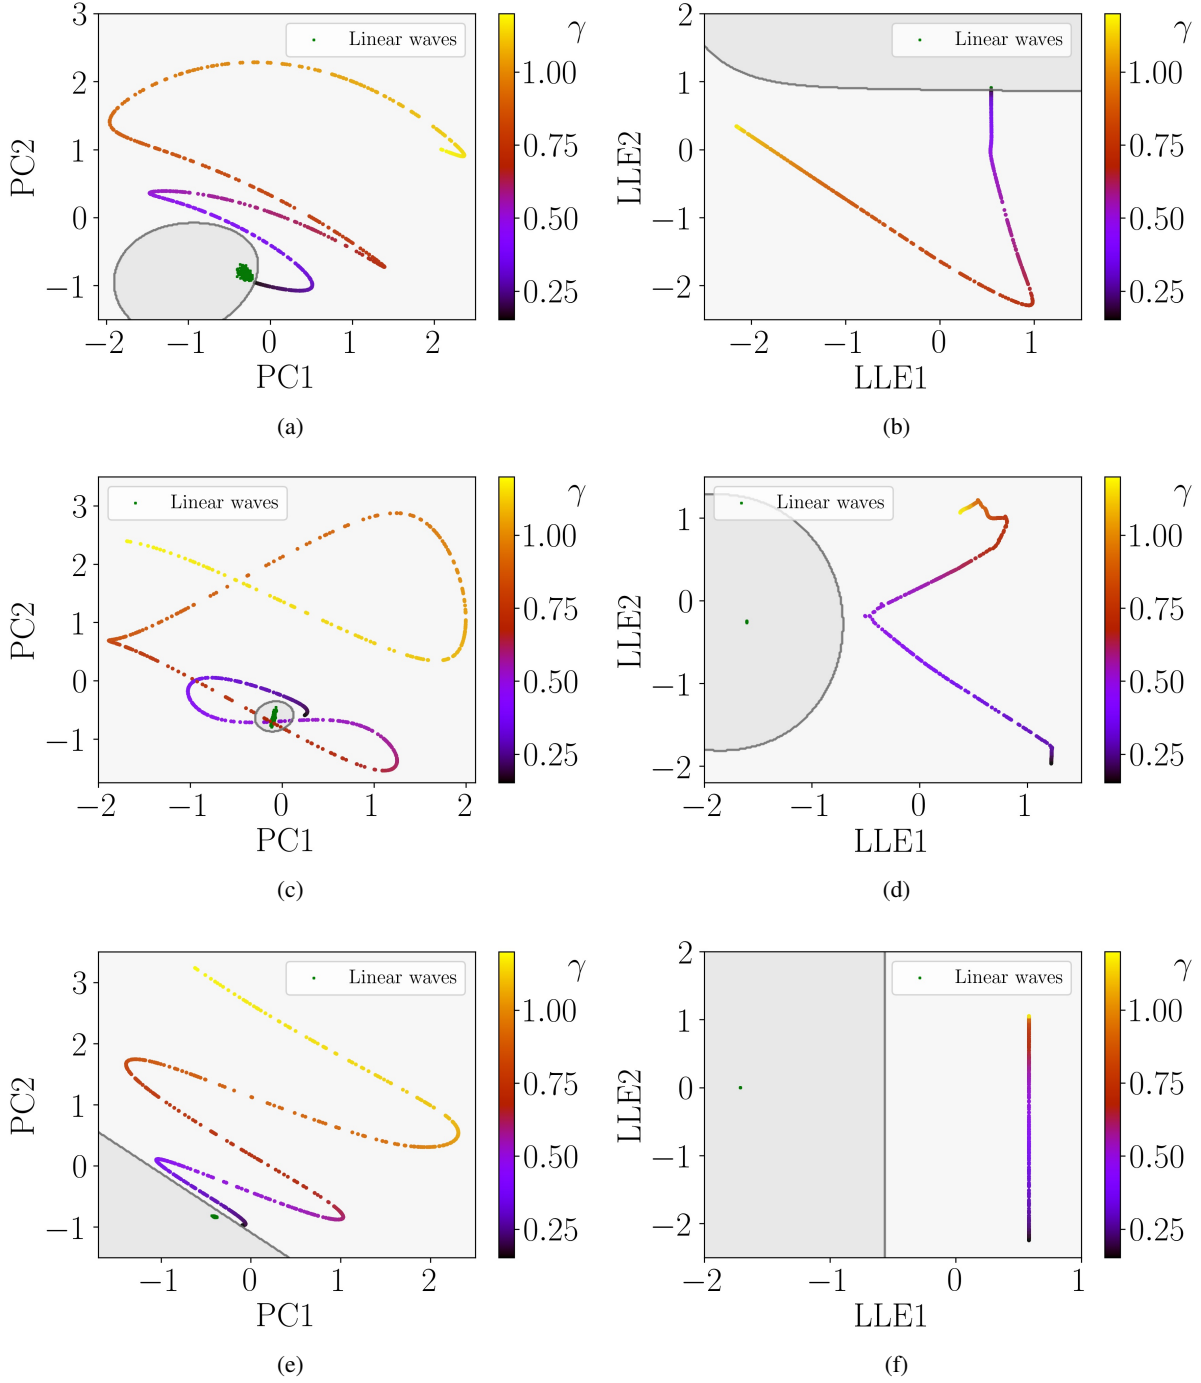 3
2
1
0
−1
PC2
−2 −1 0 1 2
PC1
Linear waves
γ
1.00
0.75
0.50
0.25
(a)
2
1
0
−1
−2
LLE2
−2 −1 0 1
LLE1
Linear waves
γ
1.00
0.75
0.50
0.25
(b)
3
2
1
0
−1
PC2
−2 −1 0 1 2
PC1
Linear waves
γ
1.00
0.75
0.50
0.25
(c)
1
0
−1
−2
LLE2
−2 −1 0 1
LLE1
Linear waves
γ
1.00
0.75
0.50
0.25
(d)
3
2
1
0
−1
PC2
−1 0 1 2
PC1
Linear waves
γ
1.00
0.75
0.50
0.25
(e)
2
1
0
−1
−2
LLE2
−2 −1 0 1
LLE1
Linear waves
γ
1.00
0.75
0.50
0.25
(f)